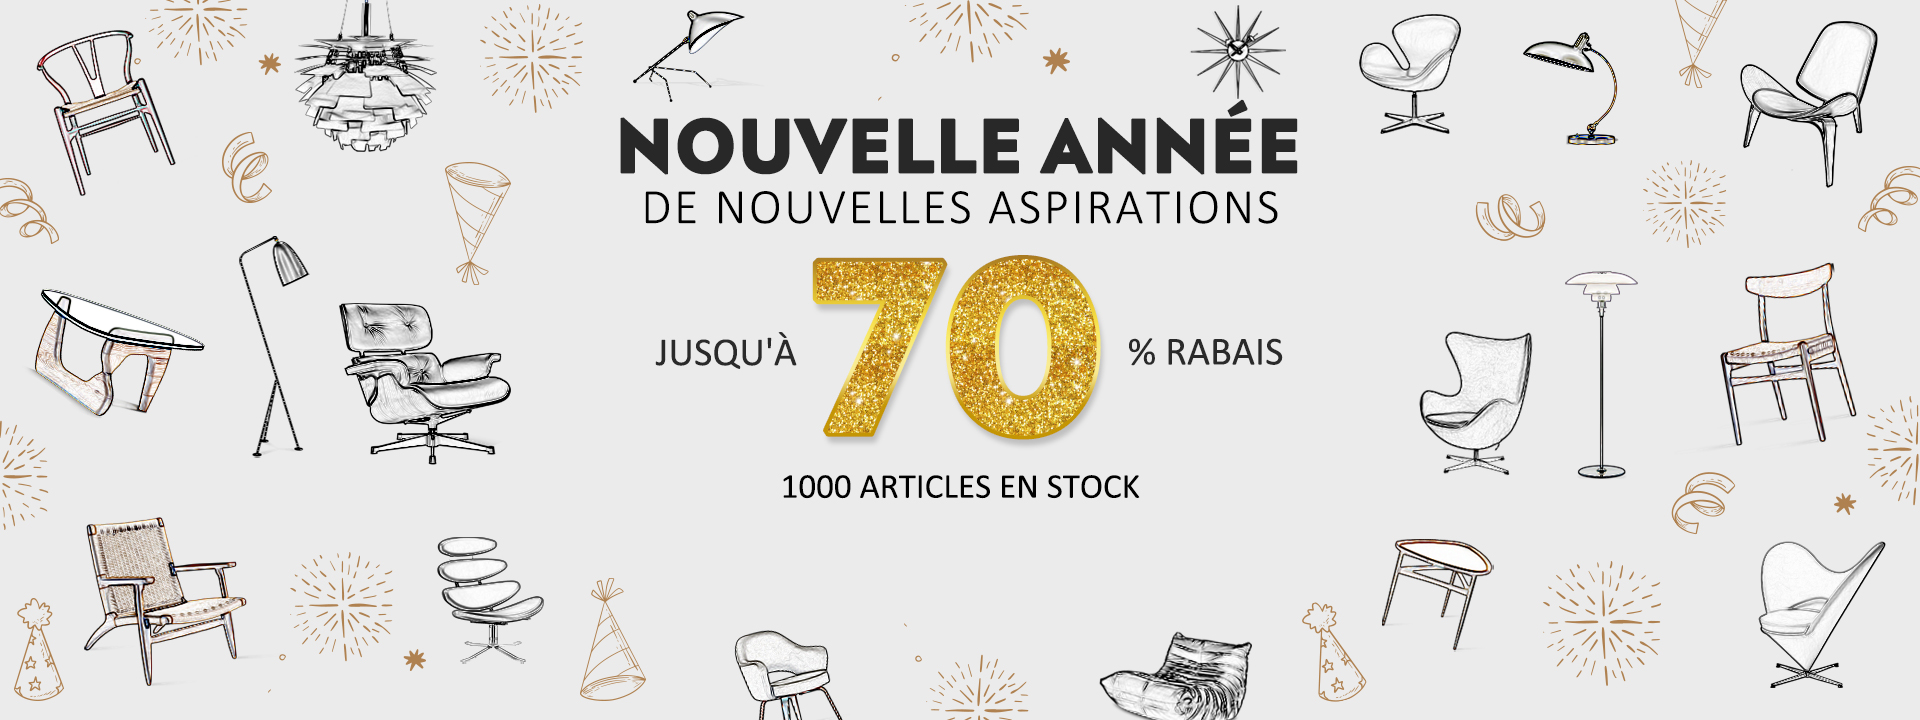 NOUVELLE ANNÉE
DE NOUVELLES ASPIRATIONS
JUSQU'À 70 % RABAIS
1000 ARTICLES EN STOCK